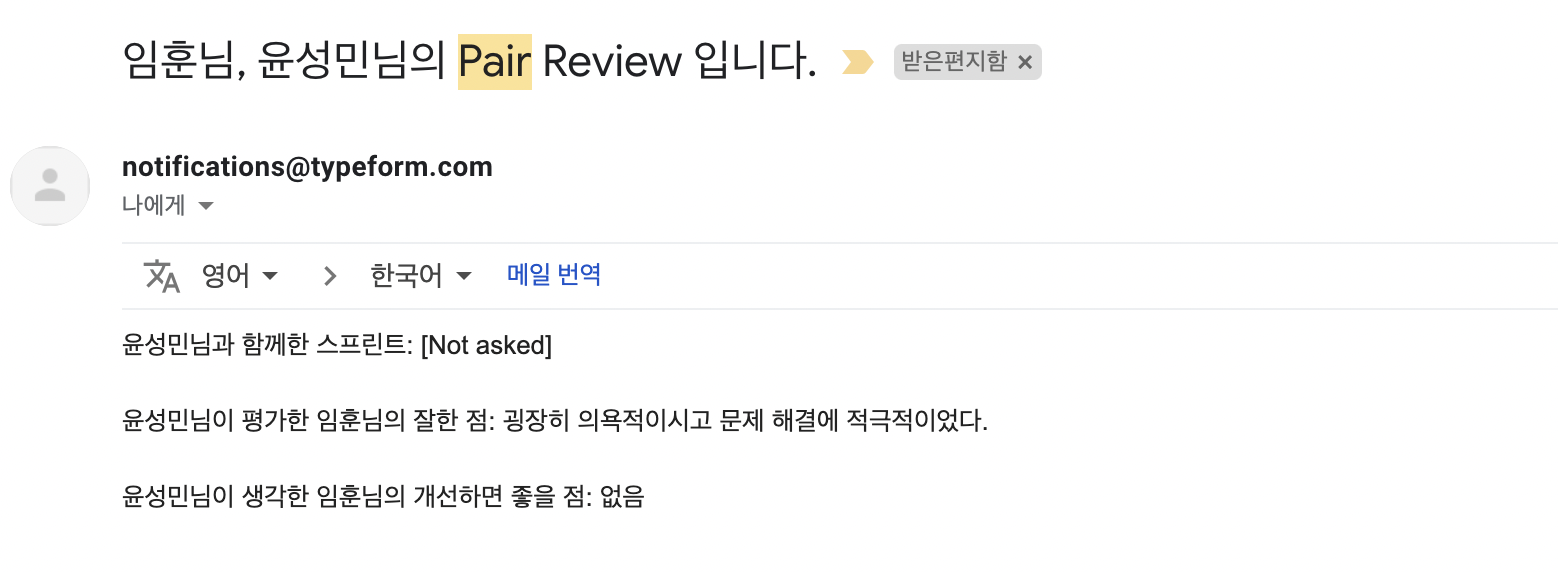 임훈님, 윤성민님의 Pair Review 입니다. 받은편지함 ×
notifications@typeform.com
나에게
영어 > 한국어 메일 번역
윤성민님과 함께한 스프린트: [Not asked]
윤성민님이 평가한 임훈님의 잘한 점: 굉장히 의욕적이시고 문제 해결에 적극적이었다.
윤성민님이 생각한 임훈님의 개선하면 좋을 점: 없음